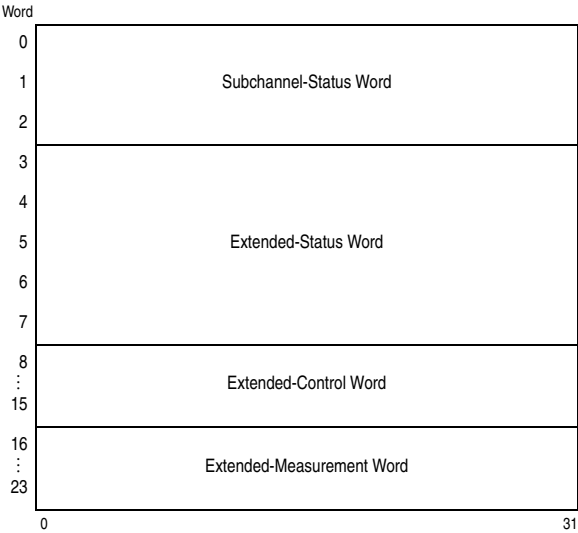 Word
0
1 Subchannel-Status Word
2
3
4
5 Extended-Status Word
6
7
8
⋮ Extended-Control Word
15
16
⋮ Extended-Measurement Word
23
0 31